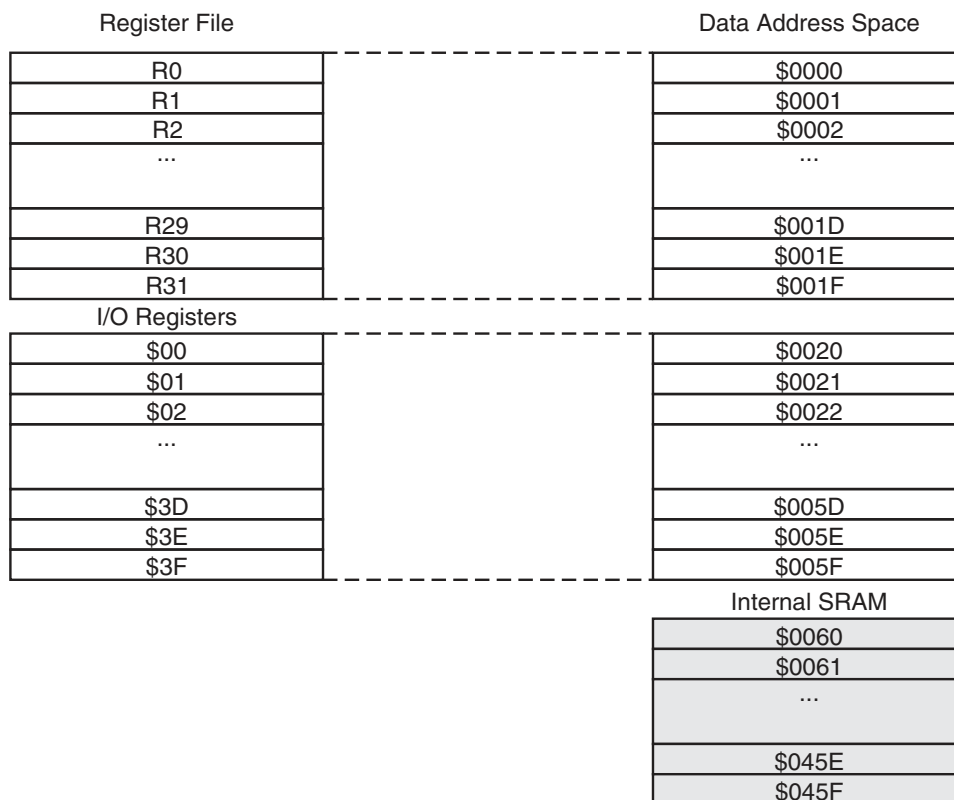 Register File
Data Address Space
R0
$0000
R1
$0001
R2
$0002
...
...
R29
$001D
R30
$001E
R31
$001F
I/O Registers
$00
$0020
$01
$0021
$02
$0022
...
...
$3D
$005D
$3E
$005E
$3F
$005F
Internal SRAM
$0060
$0061
...
$045E
$045F